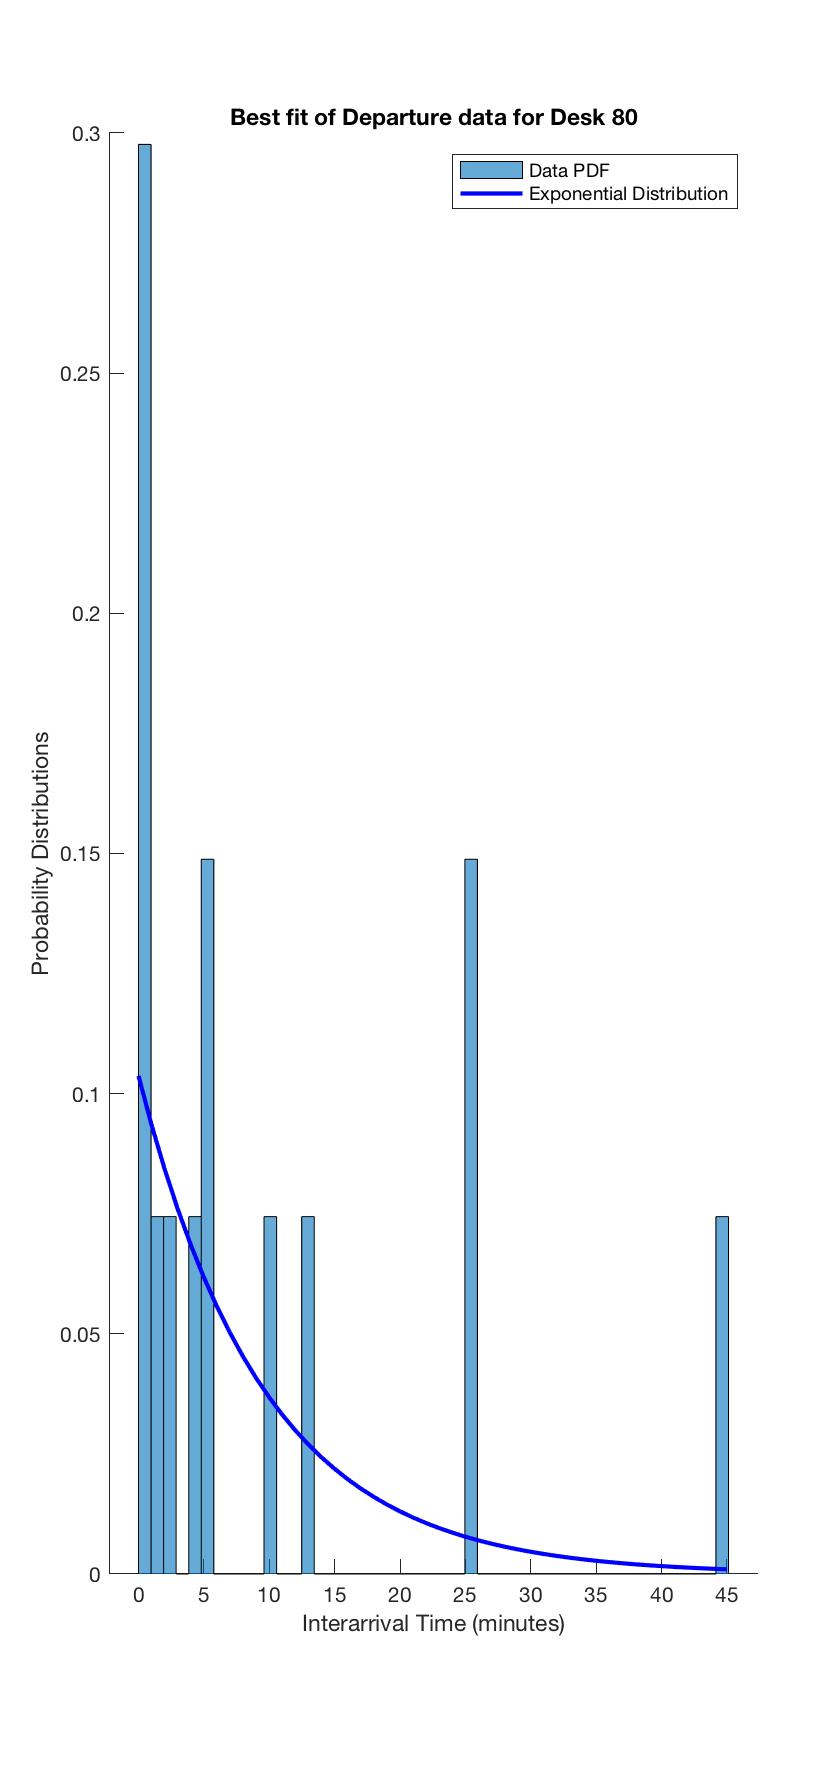 Best fit of Departure data for Desk 80
Data PDF
Exponential Distribution
0.3
0.25
0.2
0.15
0.1
0.05
0
Probability Distributions
0 5 10 15 20 25 30 35 40 45
Interarrival Time (minutes)